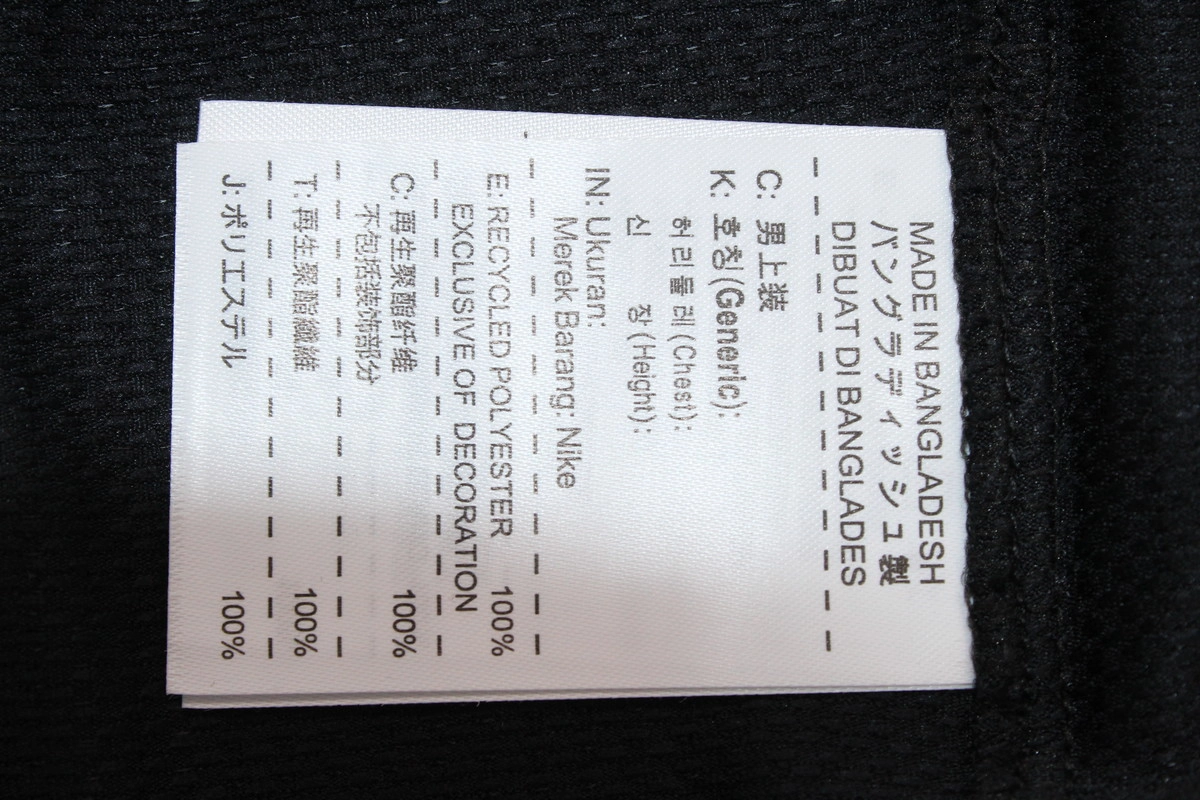 MADE IN BANGLADESH
バングラディッシュ製
DIBUAT DI BANGLADES
C: 男上装
K: 호칭(Generic):
허리둘레(Chest):
신 장(Height):
IN: Ukuran:
Merek Barang: Nike
E: RECYCLED POLYESTER 100%
EXCLUSIVE OF DECORATION
C: 再生聚酯纤维 100%
不包括装饰部分
T: 再生聚酯纖維 100%
J: ポリエステル 100%